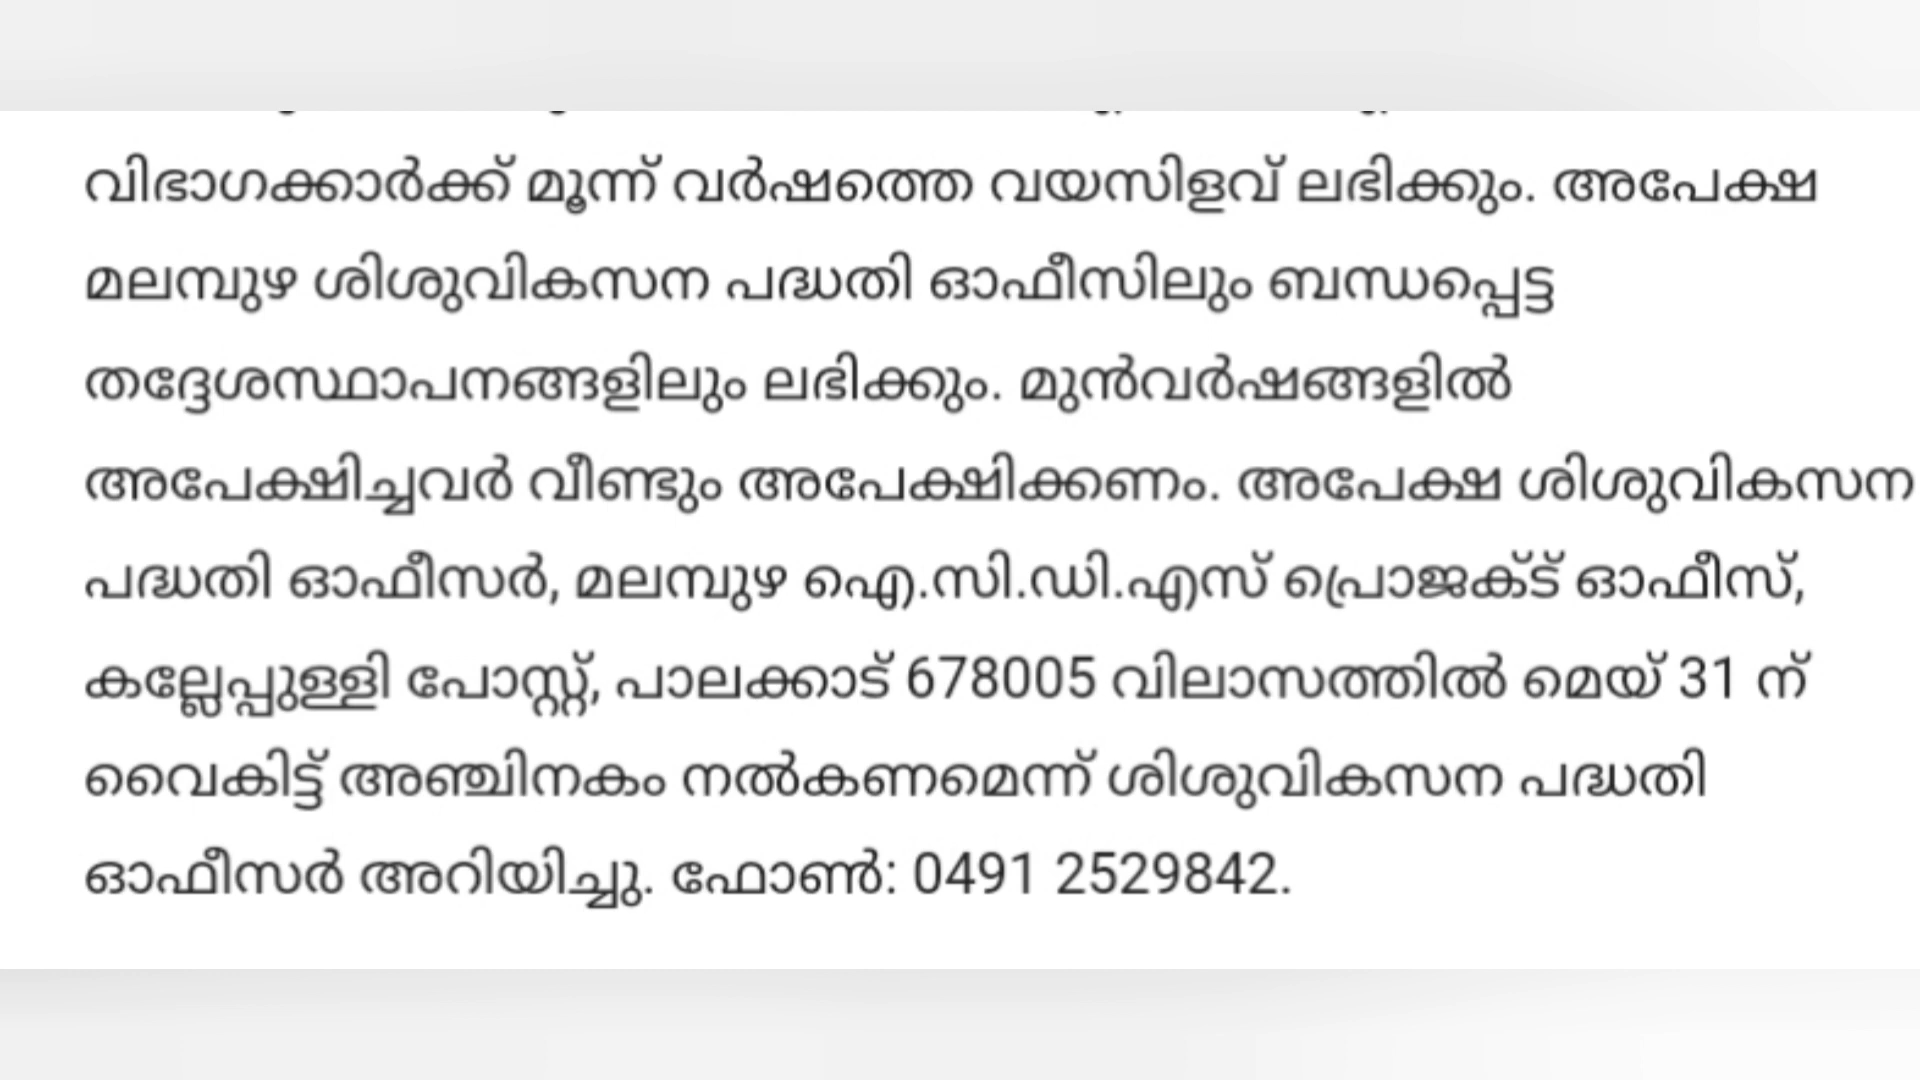 വിഭാഗക്കാർക്ക് മൂന്ന് വർഷത്തെ വയസിളവ് ലഭിക്കും. അപേക്ഷ
മലമ്പുഴ ശിശുവികസന പദ്ധതി ഓഫീസിലും ബന്ധപ്പെട്ട
തദ്ദേശസ്ഥാപനങ്ങളിലും ലഭിക്കും. മുൻവർഷങ്ങളിൽ
അപേക്ഷിച്ചവർ വീണ്ടും അപേക്ഷിക്കണം. അപേക്ഷ ശിശുവികസന
പദ്ധതി ഓഫീസർ, മലമ്പുഴ ഐ.സി.ഡി.എസ് പ്രൊജക്ട് ഓഫീസ്,
കല്ലേപ്പുള്ളി പോസ്റ്റ്, പാലക്കാട് 678005 വിലാസത്തിൽ മെയ് 31 ന്
വൈകിട്ട് അഞ്ചിനകം നൽകണമെന്ന് ശിശുവികസന പദ്ധതി
ഓഫീസർ അറിയിച്ചു. ഫോൺ: 0491 2529842.